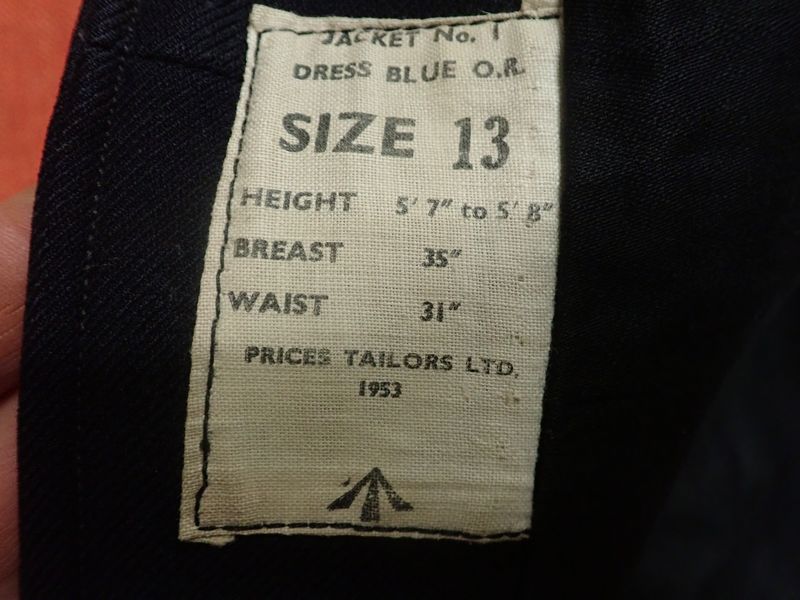 JACKET No. 1
DRESS BLUE O.R.
SIZE 13
HEIGHT 5' 7" to 5' 8"
BREAST 35"
WAIST 31"
PRICES TAILORS LTD.
1953